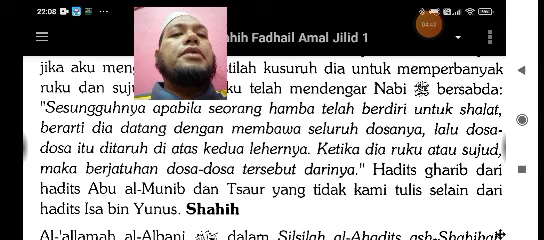 22:08
04:43
ahih Fadhail Amal Jilid 1
jika aku men tilah kusuruh dia untuk memperbanyak
ruku dan suj ku telah mendengar Nabi ﷺ bersabda:
"Sesungguhnya apabila seorang hamba telah berdiri untuk shalat,
berarti dia datang dengan membawa seluruh dosanya, lalu dosa-
dosa itu ditaruh di atas kedua lehernya. Ketika dia ruku atau sujud,
maka berjatuhan dosa-dosa tersebut darinya." Hadits gharib dari
hadits Abu al-Munib dan Tsaur yang tidak kami tulis selain dari
hadits Isa bin Yunus. Shahih
Al-'allamah al-Albani dalam Silsilah al-Ahadits ash-Shahihah